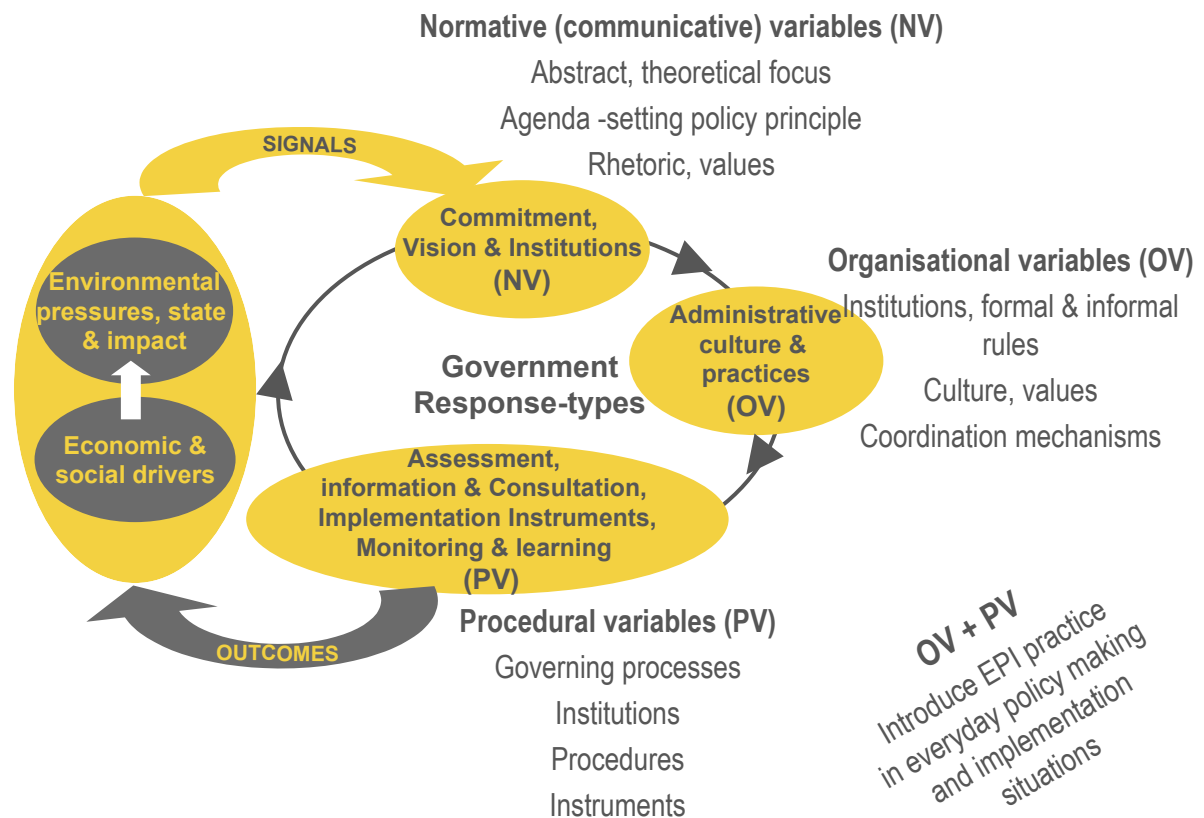 Normative (communicative) variables (NV)
Abstract, theoretical focus
Agenda -setting policy principle
Rhetoric, values
SIGNALS
Commitment,
Vision & Institutions
(NV)
Environmental
pressures, state
& impact
Economic &
social drivers
Government
Response-types
Administrative
culture &
practices
(OV)
Organisational variables (OV)
Institutions, formal & informal
rules
Culture, values
Coordination mechanisms
Assessment,
information & Consultation,
Implementation Instruments,
Monitoring & learning
(PV)
OUTCOMES
Procedural variables (PV)
Governing processes
Institutions
Procedures
Instruments
OV + PV
Introduce EPI practice
in everyday policy making
and implementation
situations